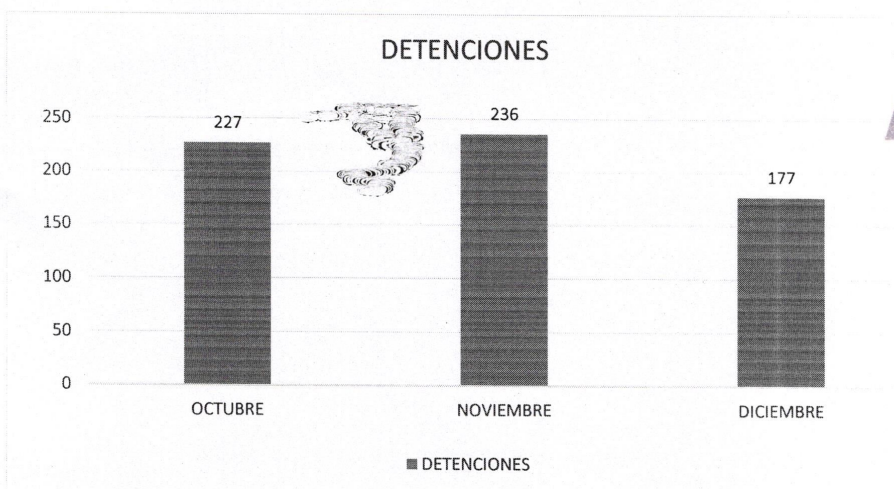 DETENCIONES
250
200
150
100
50
0
227
236
177
OCTUBRE
NOVIEMBRE
DICIEMBRE
DETENCIONES